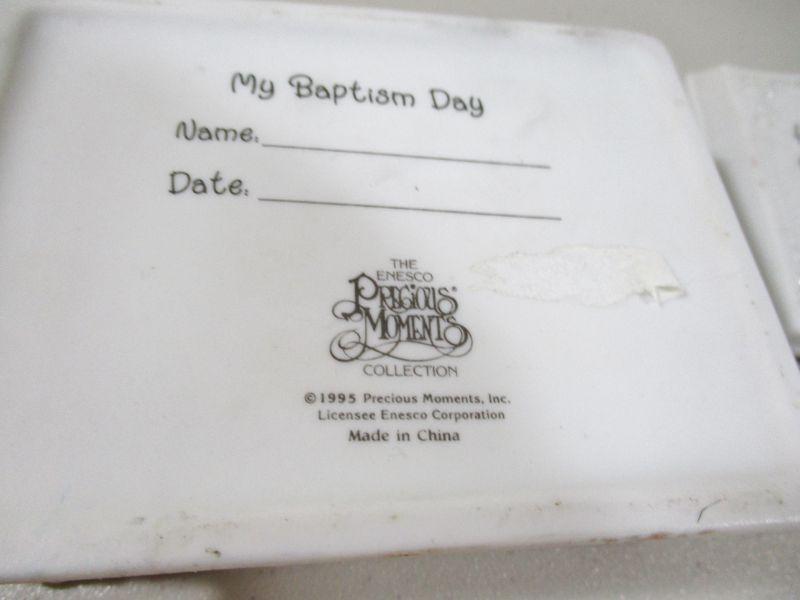 My Baptism Day
Name:
Date:
THE
ENESCO
PRECIOUS®
MOMENTS
COLLECTION
©1995 Precious Moments, Inc.
Licensee Enesco Corporation
Made in China